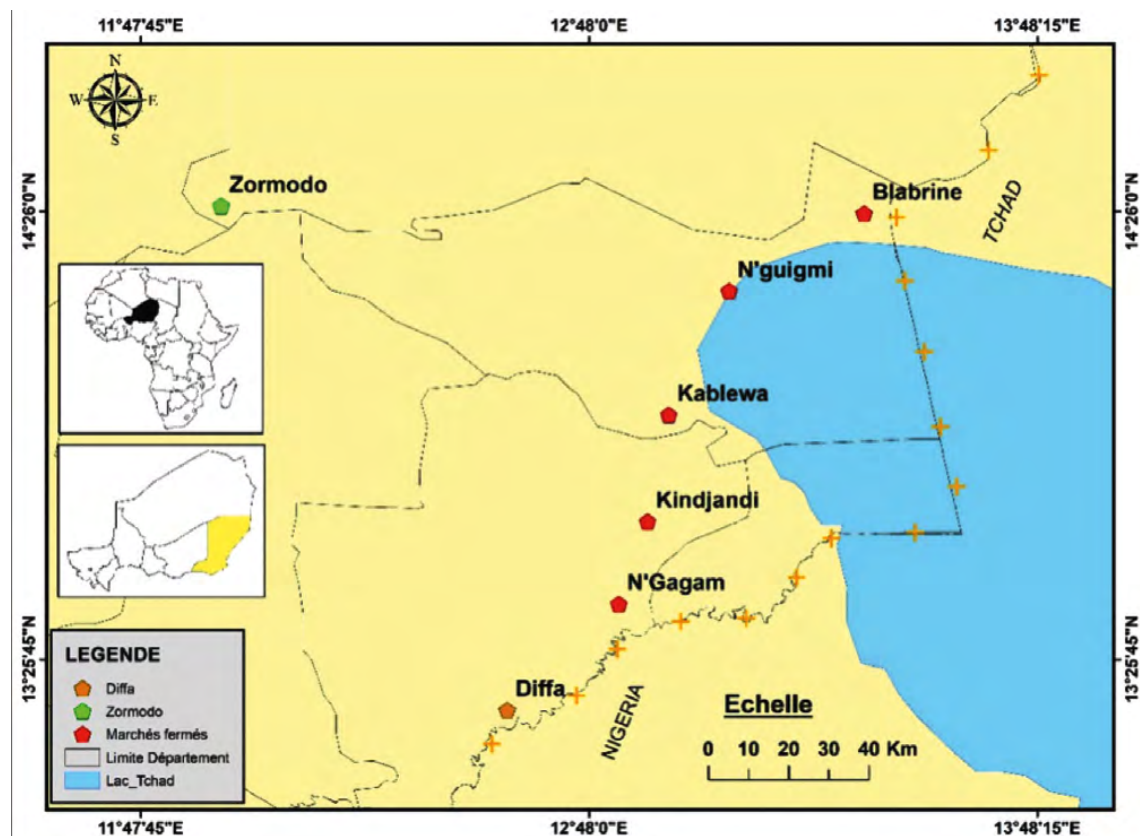 11°47'45"E
12°48'0"E
13°48'15"E
N
W E
S
14°26'0"N
14°26'0"N
Zormodo
Blabrine
TCHAD
N'guigmi
Kablewa
Kindjandi
N'Gagam
Diffa
NIGERIA
13°25'45"N
13°25'45"N
LEGENDE
Diffa
Zormodo
Marchés fermés
Limite Département
Lac_Tchad
Echelle
0 10 20 30 40 Km
11°47'45"E
12°48'0"E
13°48'15"E